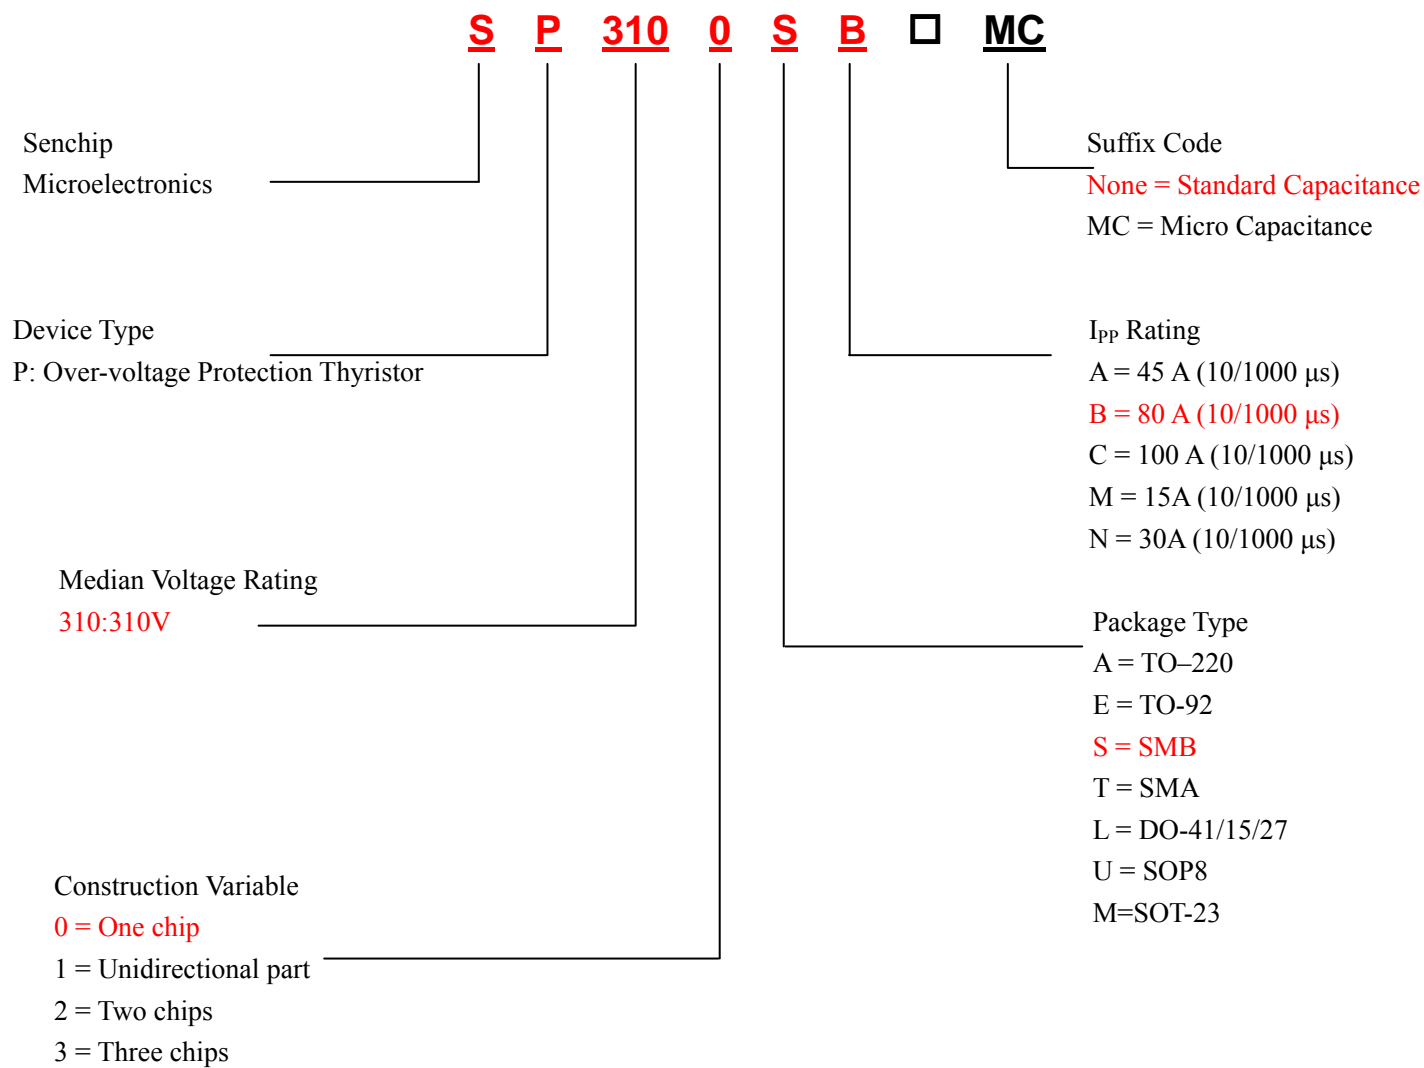 S P 310 0 S B □ MC
Senchip
Microelectronics
Suffix Code
None = Standard Capacitance
MC = Micro Capacitance
Device Type
P: Over-voltage Protection Thyristor
IPP Rating
A = 45 A (10/1000 μs)
B = 80 A (10/1000 μs)
C = 100 A (10/1000 μs)
M = 15A (10/1000 μs)
N = 30A (10/1000 μs)
Median Voltage Rating
310:310V
Package Type
A = TO–220
E = TO-92
S = SMB
T = SMA
L = DO-41/15/27
U = SOP8
M=SOT-23
Construction Variable
0 = One chip
1 = Unidirectional part
2 = Two chips
3 = Three chips